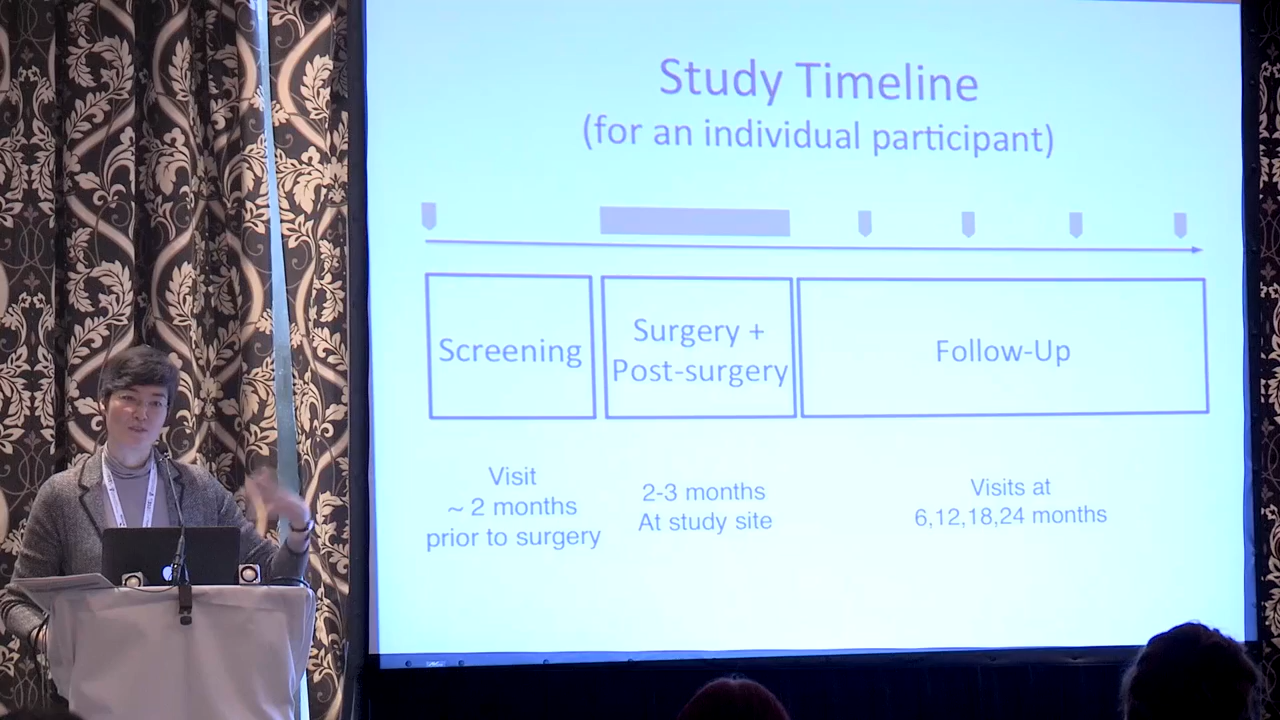 Study Timeline
(for an individual participant)
Screening
Surgery +
Post-surgery
Follow-Up
Visit
~ 2 months
prior to surgery
2-3 months
At study site
Visits at
6,12,18,24 months